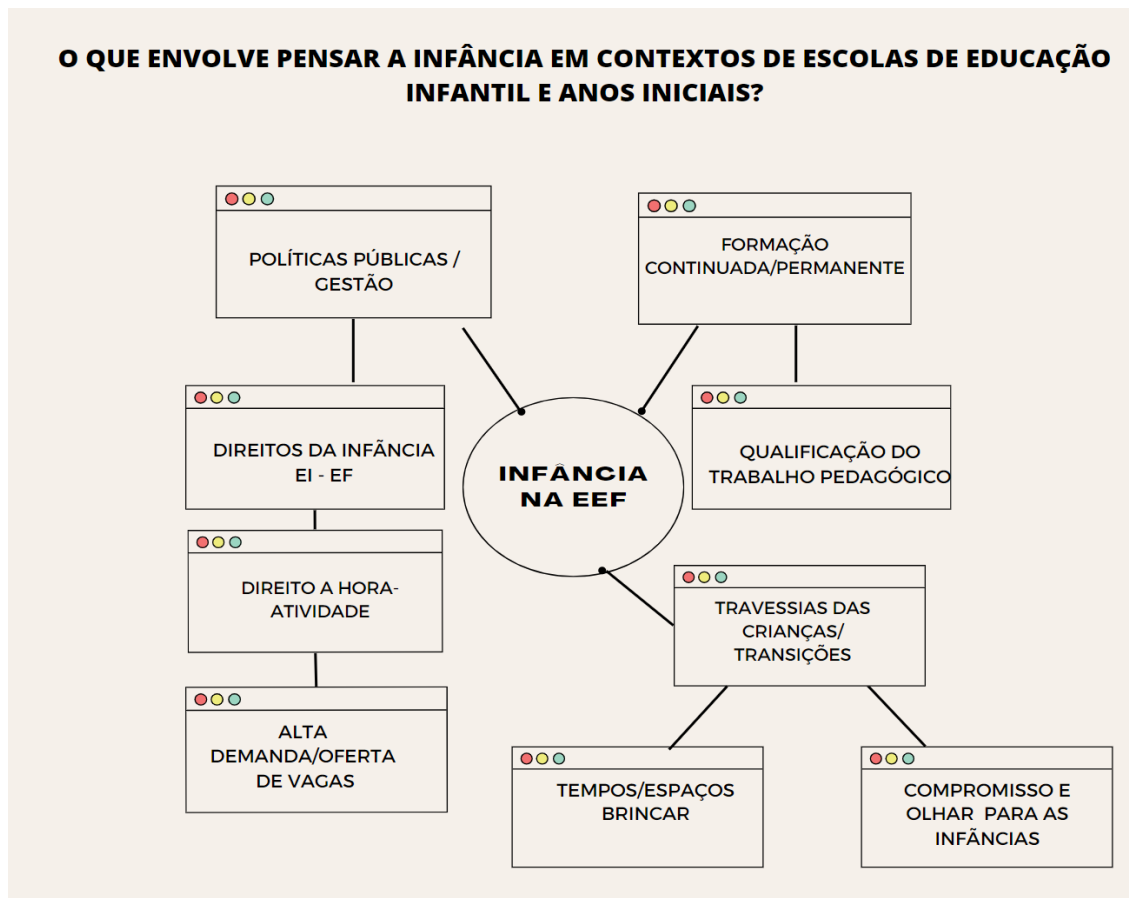 O QUE ENVOLVE PENSAR A INFÂNCIA EM CONTEXTOS DE ESCOLAS DE EDUCAÇÃO
INFANTIL E ANOS INICIAIS?
POLÍTICAS PÚBLICAS /
GESTÃO
FORMAÇÃO
CONTINUADA/PERMANENTE
DIREITOS DA INFÂNCIA
EI - EF
INFÂNCIA
NA EEF
QUALIFICAÇÃO DO
TRABALHO PEDAGÓGICO
DIREITO A HORA-
ATIVIDADE
TRAVESSIAS DAS
CRIANÇAS/
TRANSIÇÕES
ALTA
DEMANDA/OFERTA
DE VAGAS
TEMPOS/ESPAÇOS
BRINCAR
COMPROMISSO E
OLHAR PARA AS
INFÂNCIAS